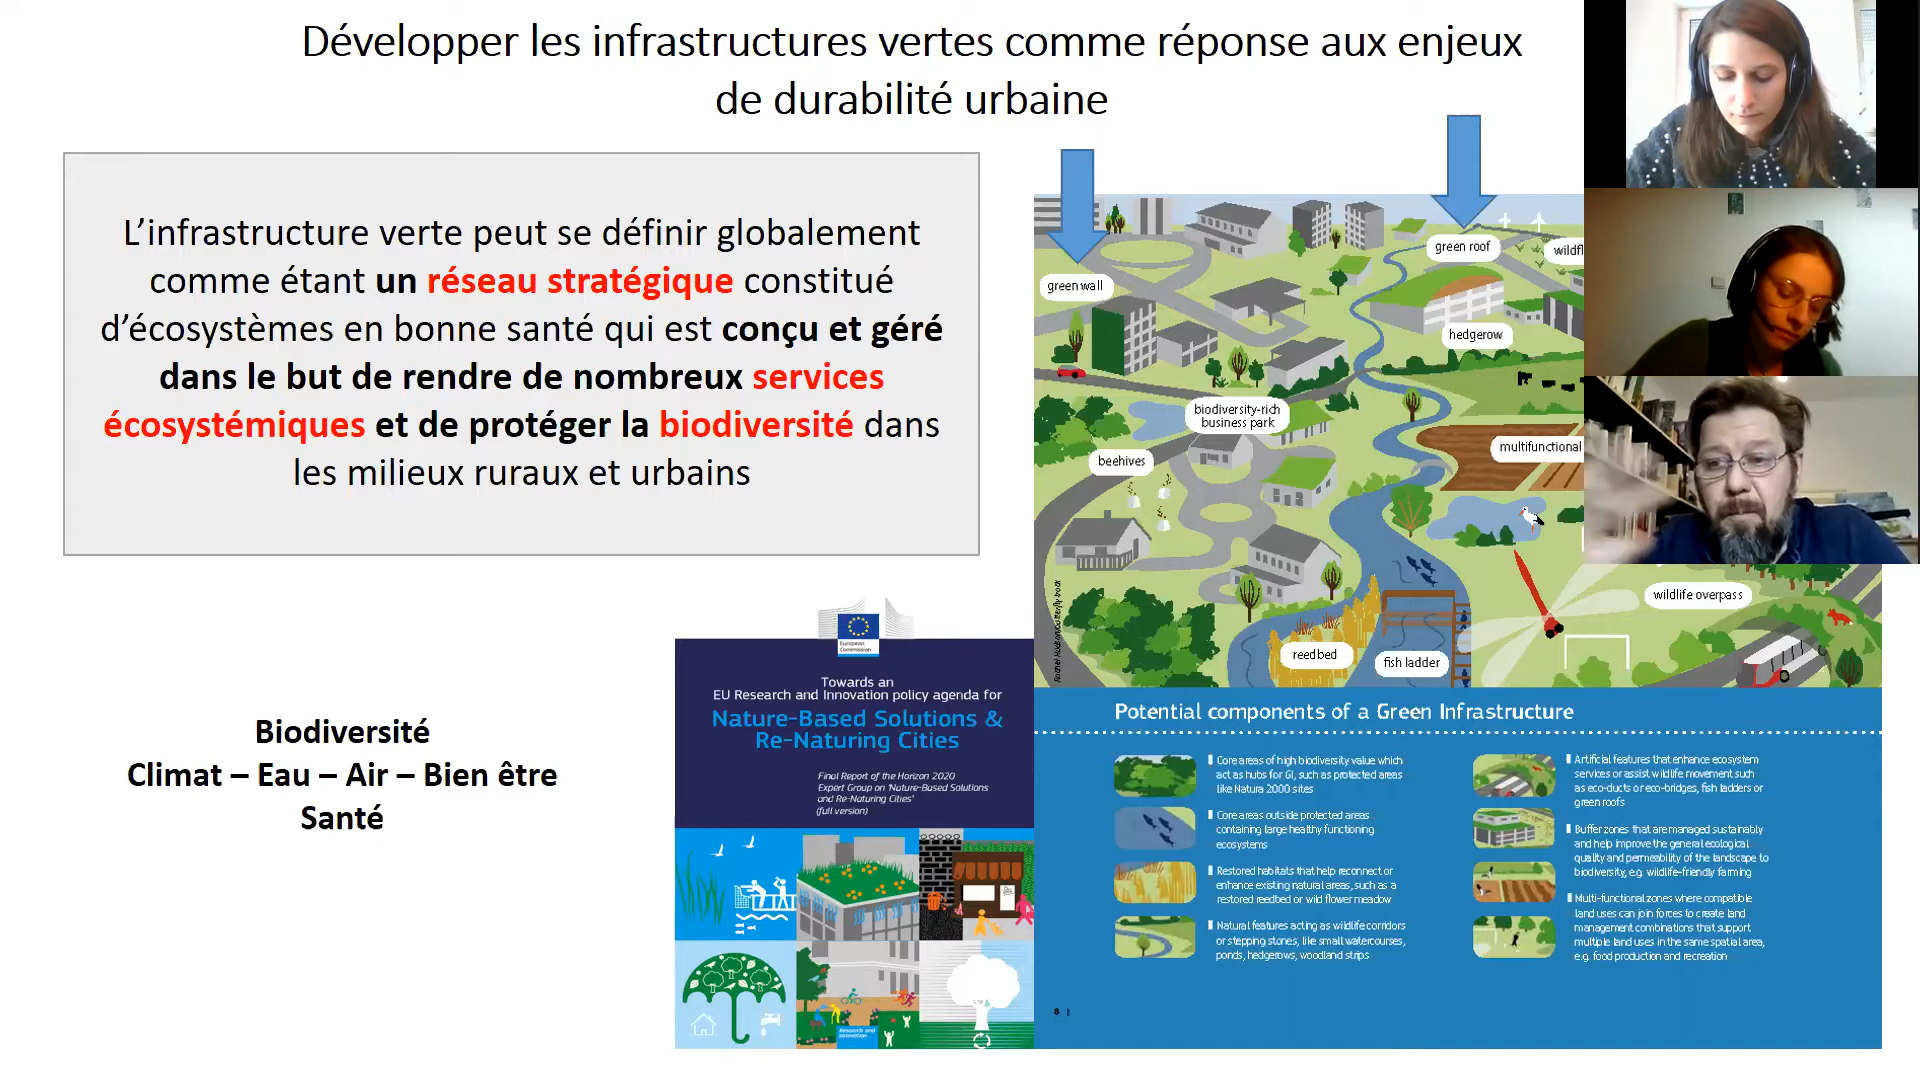 Développer les infrastructures vertes comme réponse aux enjeux
de durabilité urbaine
L’infrastructure verte peut se définir globalement
comme étant un réseau stratégique constitué
d’écosystèmes en bonne santé qui est conçu et géré
dans le but de rendre de nombreux services
écosystémiques et de protéger la biodiversité dans
les milieux ruraux et urbains
Biodiversité
Climat – Eau – Air – Bien être
Santé
European
Commission
Towards an
EU Research and Innovation policy agenda for
Nature-Based Solutions &
Re-Naturing Cities
Final Report of the Horizon 2020
Expert Group on 'Nature-Based Solutions
and Re-Naturing Cities'
(full version)
Research and
Innovation
green wall
green roof
wildfl
hedgerow
biodiversity-rich
business park
multifunctional
beehives
wildlife overpass
reedbed
fish ladder
Potential components of a Green Infrastructure
Core areas of high biodiversity value which
act as hubs for GI, such as protected areas
like Natura 2000 sites
Core areas outside protected areas
containing large healthy functioning
ecosystems
Restored habitats that help reconnect or
enhance existing natural areas, such as a
restored reedbed or wild flower meadow
Natural features acting as wildlife corridors
or stepping stones, like small watercourses,
ponds, hedgerows, woodland strips
Artificial features that enhance ecosystem
services or assist wildlife movement such
as eco-ducts or eco-bridges, fish ladders or
green roofs
Buffer zones that are managed sustainably
and help improve the general ecological
quality and permeability of the landscape to
biodiversity, e.g. wildlife-friendly farming
Multi-functional zones where compatible
land uses can join forces to create land
management combinations that support
multiple land uses in the same spatial area,
e.g. food production and recreation
8 |